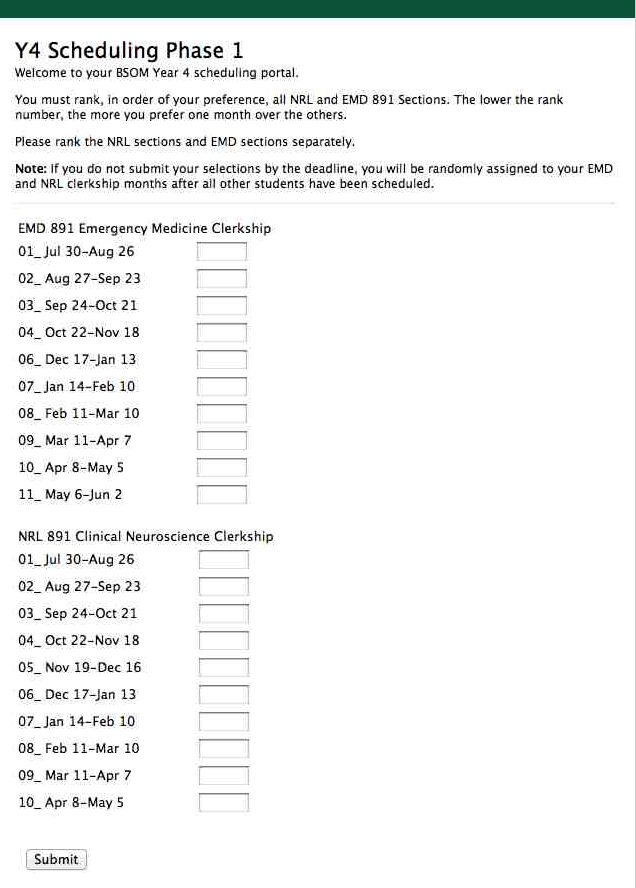 Y4 Scheduling Phase 1
Welcome to your BSOM Year 4 scheduling portal.
You must rank, in order of your preference, all NRL and EMD 891 Sections. The lower the rank
number, the more you prefer one month over the others.
Please rank the NRL sections and EMD sections separately.
Note: If you do not submit your selections by the deadline, you will be randomly assigned to your EMD
and NRL clerkship months after all other students have been scheduled.
EMD 891 Emergency Medicine Clerkship
01_ Jul 30-Aug 26
02_ Aug 27-Sep 23
03_ Sep 24-Oct 21
04_ Oct 22-Nov 18
06_ Dec 17-Jan 13
07_ Jan 14-Feb 10
08_ Feb 11-Mar 10
09_ Mar 11-Apr 7
10_ Apr 8-May 5
11_ May 6-Jun 2
NRL 891 Clinical Neuroscience Clerkship
01_ Jul 30-Aug 26
02_ Aug 27-Sep 23
03_ Sep 24-Oct 21
04_ Oct 22-Nov 18
05_ Nov 19-Dec 16
06_ Dec 17-Jan 13
07_ Jan 14-Feb 10
08_ Feb 11-Mar 10
09_ Mar 11-Apr 7
10_ Apr 8-May 5
Submit